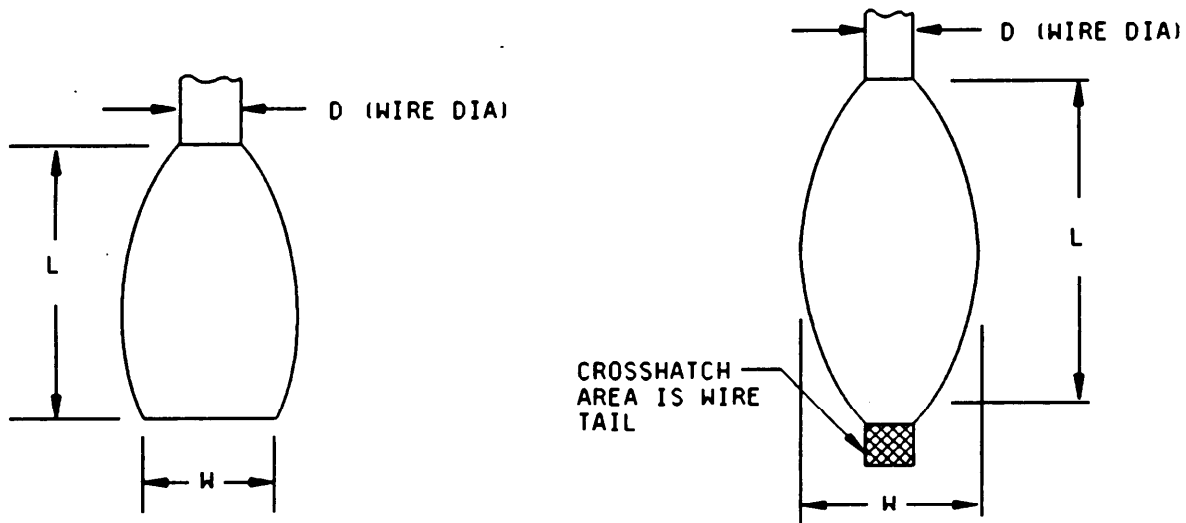 D (WIRE DIA)
L
W
D (WIRE DIA)
L
CROSSHATCH
AREA IS WIRE
TAIL
W